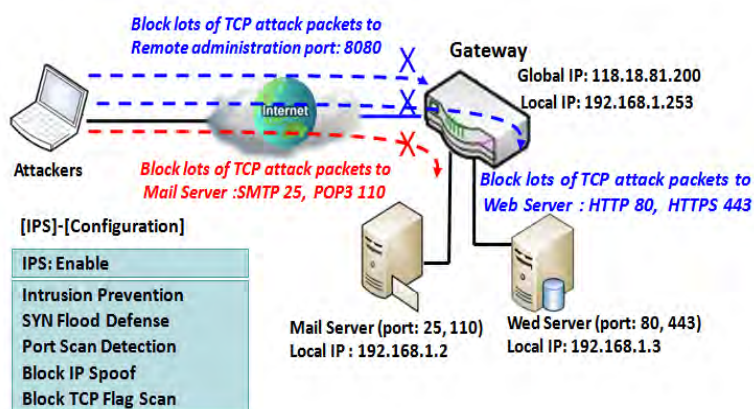 Block lots of TCP attack packets to
Remote administration port: 8080
Gateway
Global IP: 118.18.81.200
Local IP: 192.168.1.253
Internet
Attackers
Block lots of TCP attack packets to
Mail Server :SMTP 25, POP3 110
Block lots of TCP attack packets to
Web Server : HTTP 80, HTTPS 443
[IPS]-[Configuration]
IPS: Enable
Intrusion Prevention
SYN Flood Defense
Port Scan Detection
Block IP Spoof
Block TCP Flag Scan
Mail Server (port: 25, 110)
Local IP : 192.168.1.2
Wed Server (port: 80, 443)
Local IP: 192.168.1.3